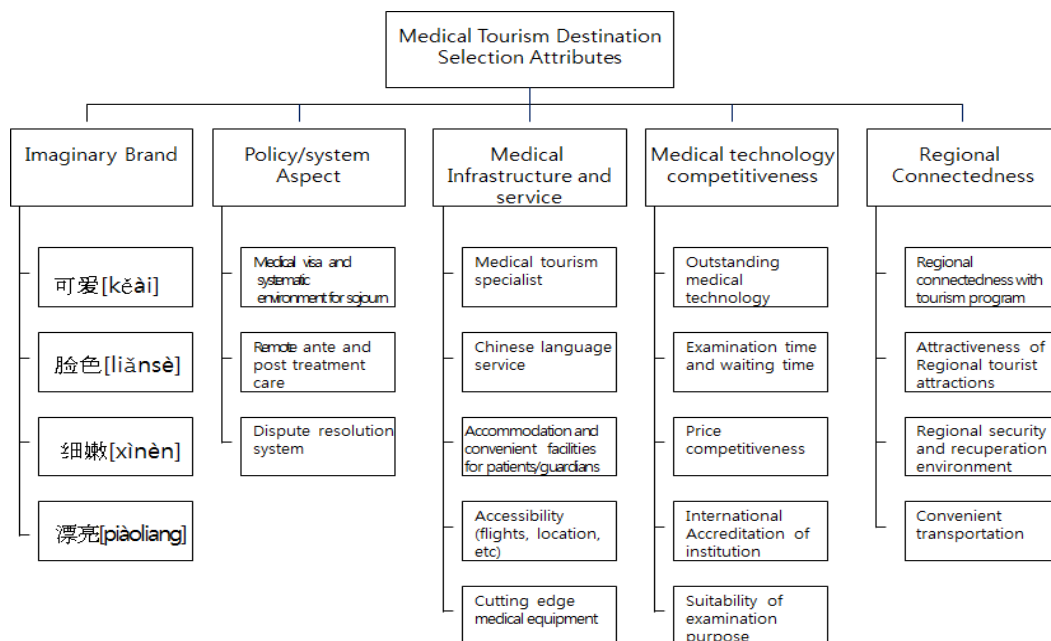 Medical Tourism Destination
Selection Attributes
Imaginary Brand
Policy/system
Aspect
Medical
Infrastructure and
service
Medical technology
competitiveness
Regional
Connectedness
可爱[kěài]
脸色[liǎnsè]
细嫩[xìnèn]
漂亮[piàoliang]
Medical visa and
systematic
environment for sojourn
Remote ante and
post treatment
care
Dispute resolution
system
Medical tourism
specialist
Chinese language
service
Accommodation and
convenient facilities
for patients/guardians
Accessibility
(flights, location,
etc)
Cutting edge
medical equipment
Outstanding
medical
technology
Examination time
and waiting time
Price
competitiveness
International
Accreditation of
institution
Suitability of
examination
purpose
Regional
connectedness with
tourism program
Attractiveness of
Regional tourist
attractions
Regional security
and recuperation
environment
Convenient
transportation